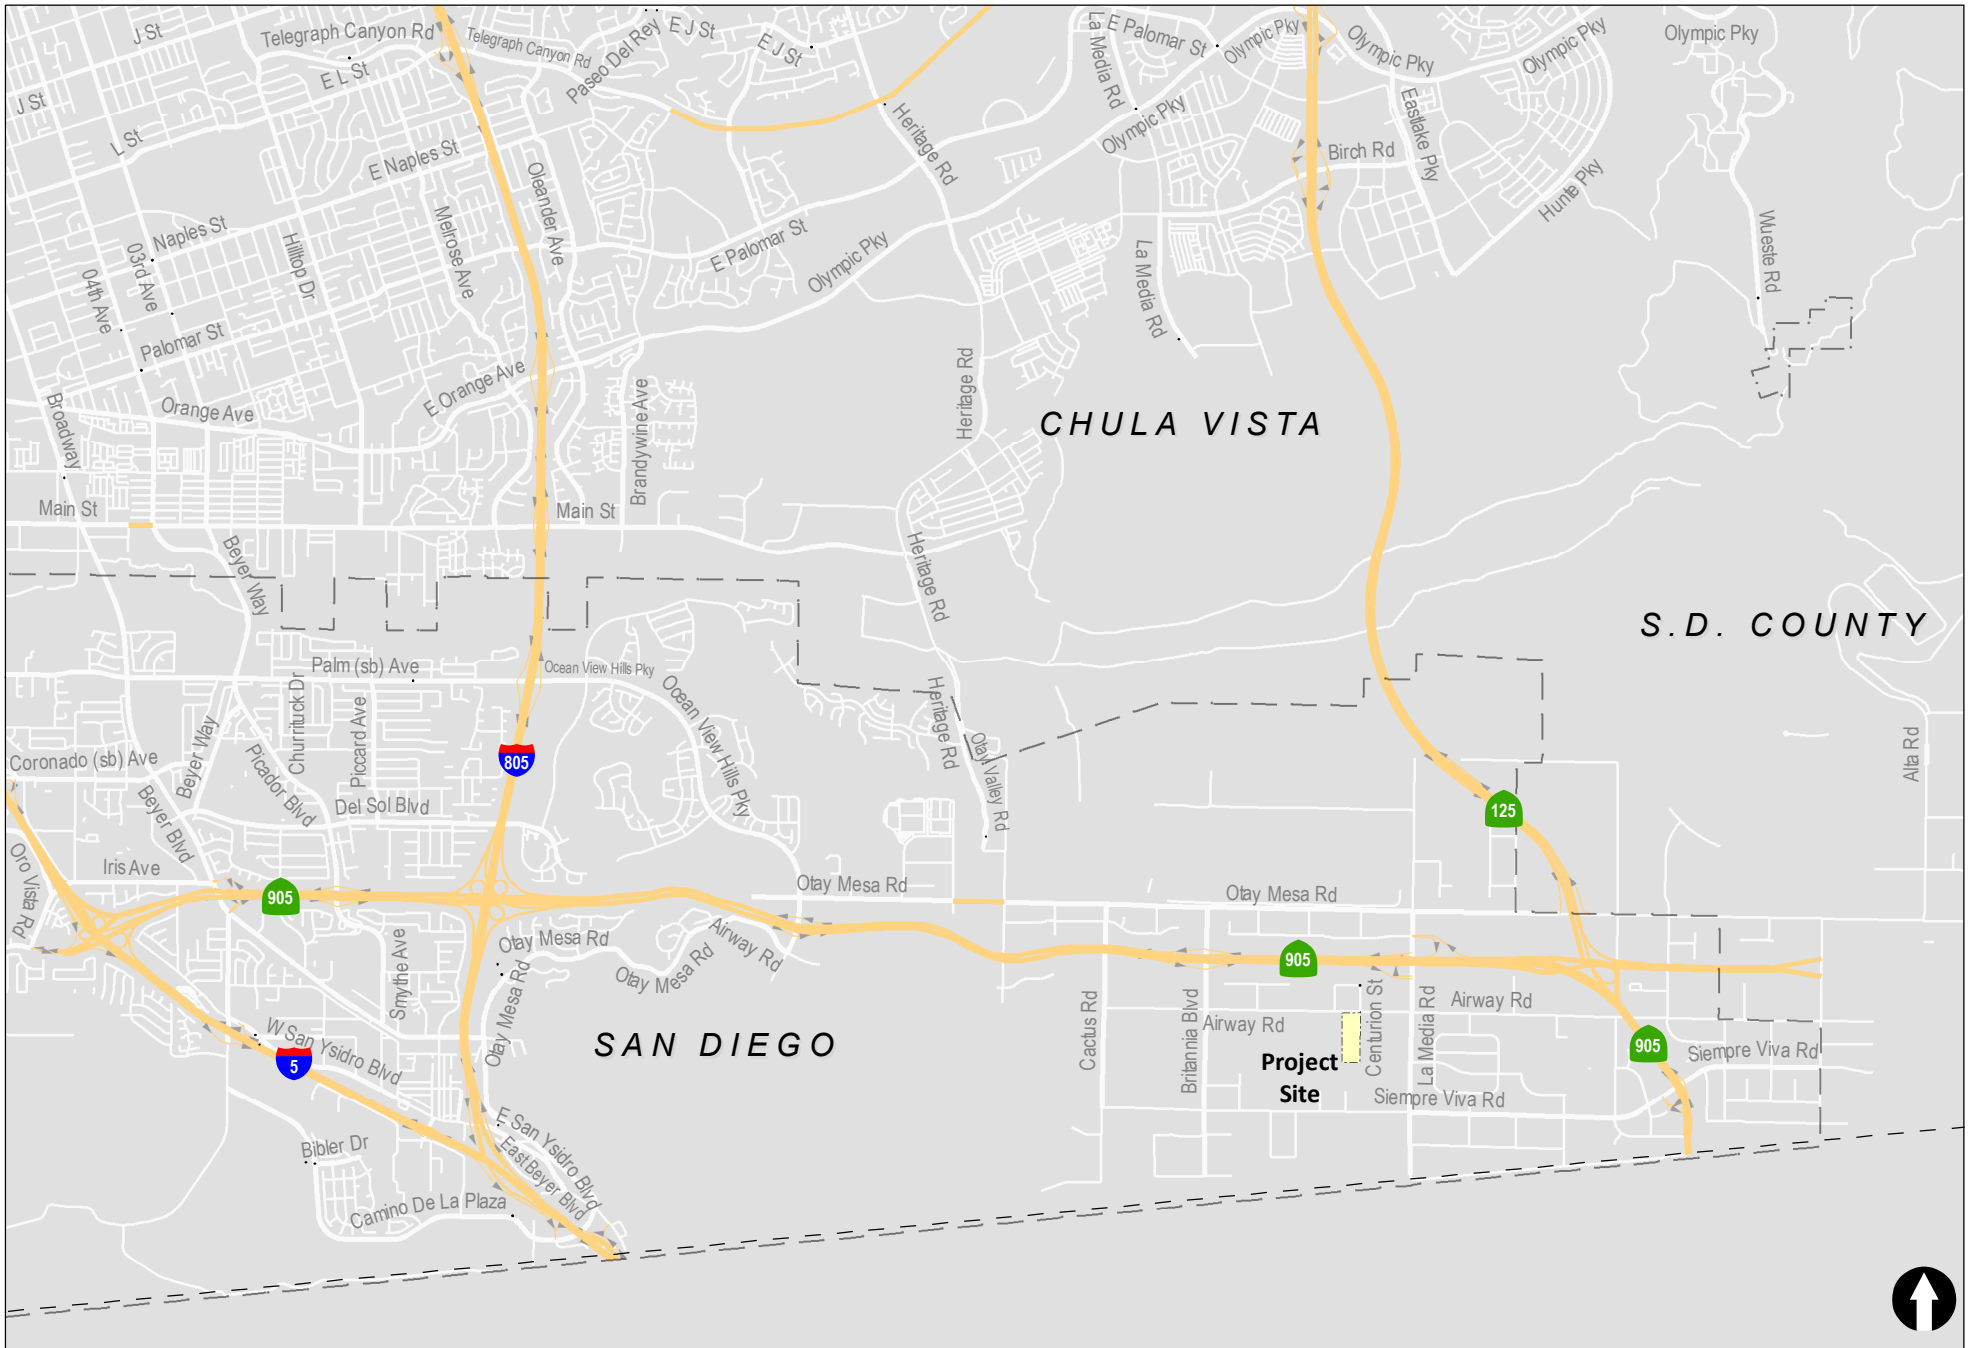 J St
Telegraph Canyon Rd
Telegraph Canyon Rd
Paseo Del Rey
E J St
E J St
La Media Rd
E Palomar St
Olympic Pky
Olympic Pky
Olympic Pky
Olympic Pky
E L St
J St
L St
Heritage Rd
Olympic Pky
Eastlake Pky
Birch Rd
Hunte Pky
E Naples St
Oleander Ave
Melrose Ave
Naples St
Hilltop Dr
03rd Ave
04th Ave
E Palomar St
Olympic Pky
La Media Rd
Wueste Rd
Palomar St
E Orange Ave
Orange Ave
Broadway
Brandywine Ave
Heritage Rd
CHULA VISTA
Main St
Main St
Beyer Way
Heritage Rd
S.D. COUNTY
Palm (sb) Ave
Ocean View Hills Pky
Ocean View Hills Pky
Heritage Rd
Otay Valley Rd
Churrituck Dr
Piccard Ave
Beyer Way
Picador Blvd
Coronado (sb) Ave
805
Alta Rd
Beyer Blvd
Del Sol Blvd
125
Oro Vista Rd
Iris Ave
905
Otay Mesa Rd
Otay Mesa Rd
Smythe Ave
Otay Mesa Rd
Otay Mesa Rd
Otay Mesa Rd
Airway Rd
905
Cactus Rd
Britannia Blvd
Airway Rd
Centurion St
La Media Rd
Airway Rd
W San Ysidro Blvd
5
SAN DIEGO
Project
Site
905
Siempre Viva Rd
Siempre Viva Rd
Bibler Dr
E San Ysidro Blvd
East Beyer Blvd
Camino De La Plaza